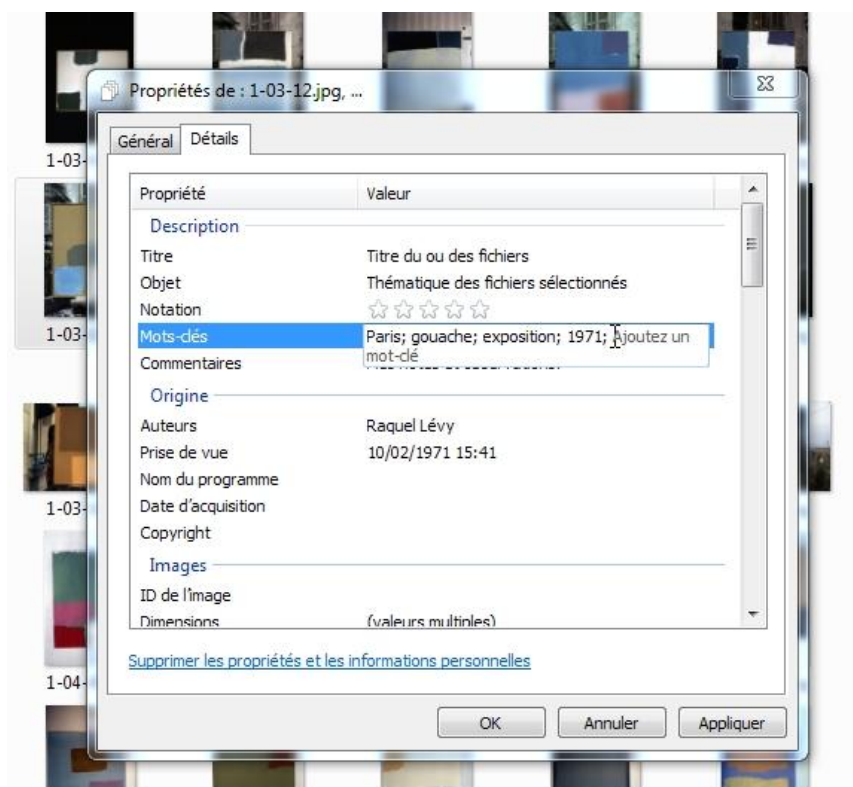 Propriétés de : 1-03-12.jpg, ...
Général Détails
1-03-
Propriété Valeur
Description
Titre Titre du ou des fichiers
Objet Thématique des fichiers sélectionnés
Notation
1-03-
Mots-clés Paris; gouache; exposition; 1971; Ajoutez un
mot-clé
Commentaires
Origine
Auteurs Raquel Lévy
Prise de vue 10/02/1971 15:41
Nom du programme
1-03-
Date d'acquisition
Copyright
Images
ID de l'image
Dimensions (valeurs multiples)
Supprimer les propriétés et les informations personnelles
1-04-
OK Annuler Appliquer